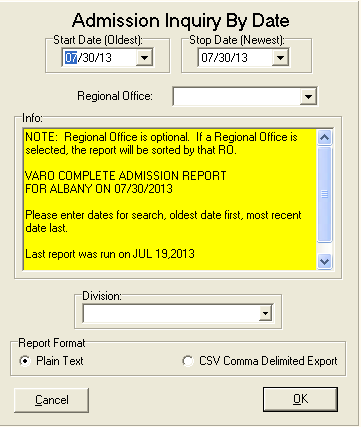 Admission Inquiry By Date
Start Date (Oldest):
Stop Date (Newest):
07/30/13
07/30/13
Regional Office:
Info:
NOTE:  Regional Office is optional.  If a Regional Office is
selected, the report will be sorted by that RO.
VARO COMPLETE ADMISSION REPORT
FOR ALBANY ON 07/30/2013
Please enter dates for search, oldest date first, most recent
date last.
Last report was run on JUL 19,2013
Division:
Report Format
Plain Text
CSV Comma Delimited Export
Cancel
OK